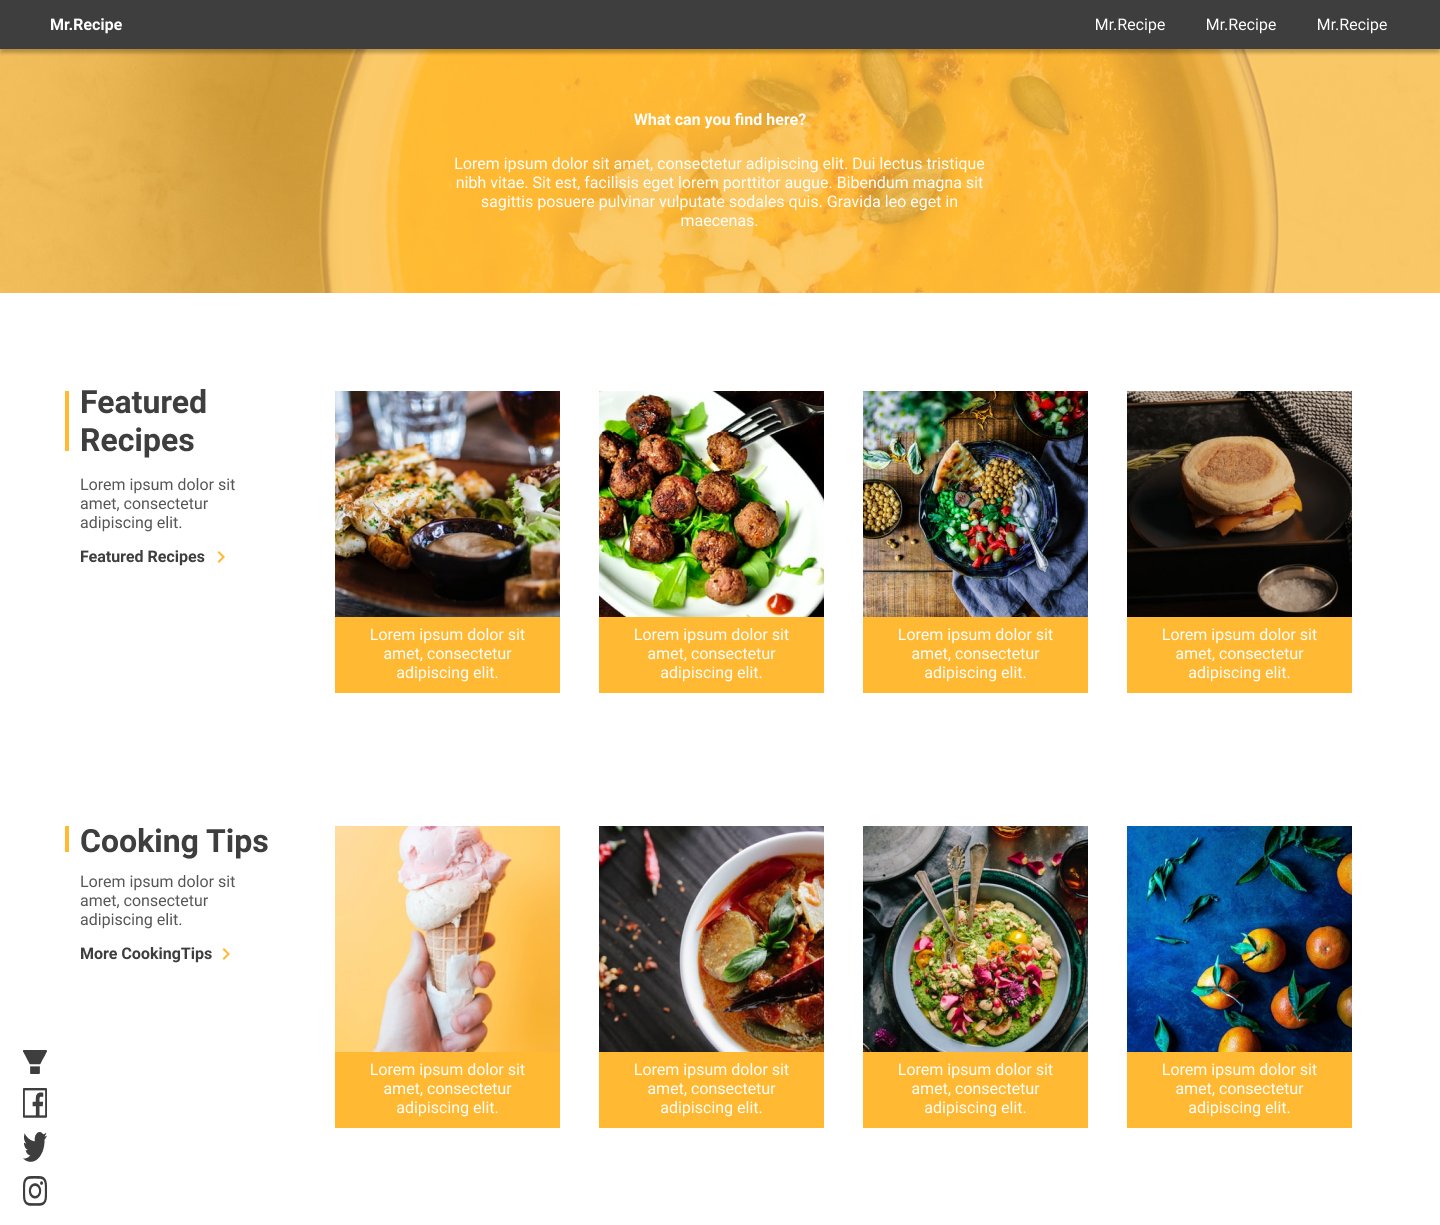 Mr.Recipe
Mr.Recipe Mr.Recipe Mr.Recipe
What can you find here?
Lorem ipsum dolor sit amet, consectetur adipiscing elit. Dui lectus tristique
nibh vitae. Sit est, facilisis eget lorem porttitor augue. Bibendum magna sit
sagittis posuere pulvinar vulputate sodales quis. Gravida leo eget in
maecenas.
Featured
Recipes
Lorem ipsum dolor sit
amet, consectetur
adipiscing elit.
Featured Recipes
Lorem ipsum dolor sit
amet, consectetur
adipiscing elit.
Lorem ipsum dolor sit
amet, consectetur
adipiscing elit.
Lorem ipsum dolor sit
amet, consectetur
adipiscing elit.
Lorem ipsum dolor sit
amet, consectetur
adipiscing elit.
Cooking Tips
Lorem ipsum dolor sit
amet, consectetur
adipiscing elit.
More CookingTips
Lorem ipsum dolor sit
amet, consectetur
adipiscing elit.
Lorem ipsum dolor sit
amet, consectetur
adipiscing elit.
Lorem ipsum dolor sit
amet, consectetur
adipiscing elit.
Lorem ipsum dolor sit
amet, consectetur
adipiscing elit.